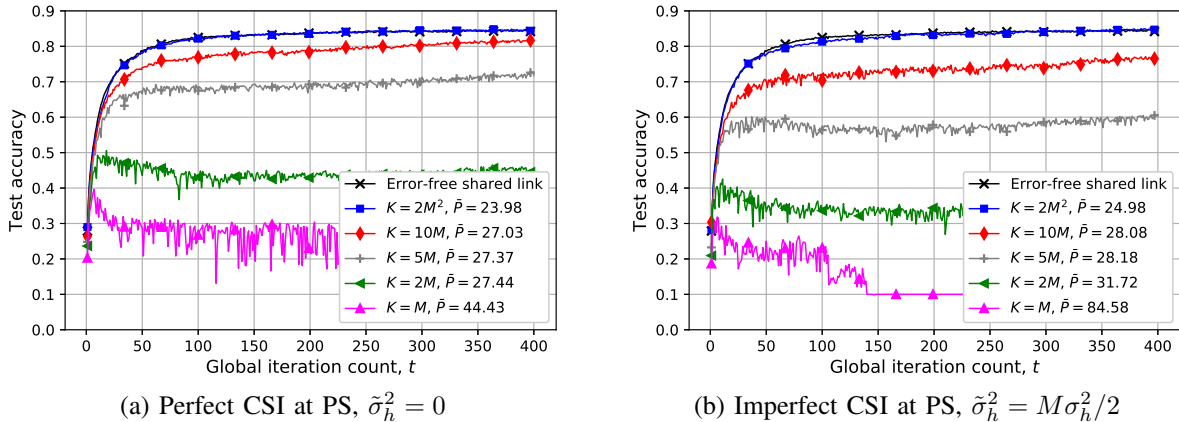 0.9
0.8
0.7
0.6
0.5
0.4
0.3
0.2
0.1
0.0
Test accuracy
Error-free shared link
K = 2M², P̄ = 23.98
K = 10M, P̄ = 27.03
K = 5M, P̄ = 27.37
K = 2M, P̄ = 27.44
K = M, P̄ = 44.43
0 50 100 150 200 250 300 350 400
Global iteration count, t
(a) Perfect CSI at PS, σ̃²ₕ = 0
0.9
0.8
0.7
0.6
0.5
0.4
0.3
0.2
0.1
0.0
Test accuracy
Error-free shared link
K = 2M², P̄ = 24.98
K = 10M, P̄ = 28.08
K = 5M, P̄ = 28.18
K = 2M, P̄ = 31.72
K = M, P̄ = 84.58
0 50 100 150 200 250 300 350 400
Global iteration count, t
(b) Imperfect CSI at PS, σ̃²ₕ = Mσ²ₕ/2